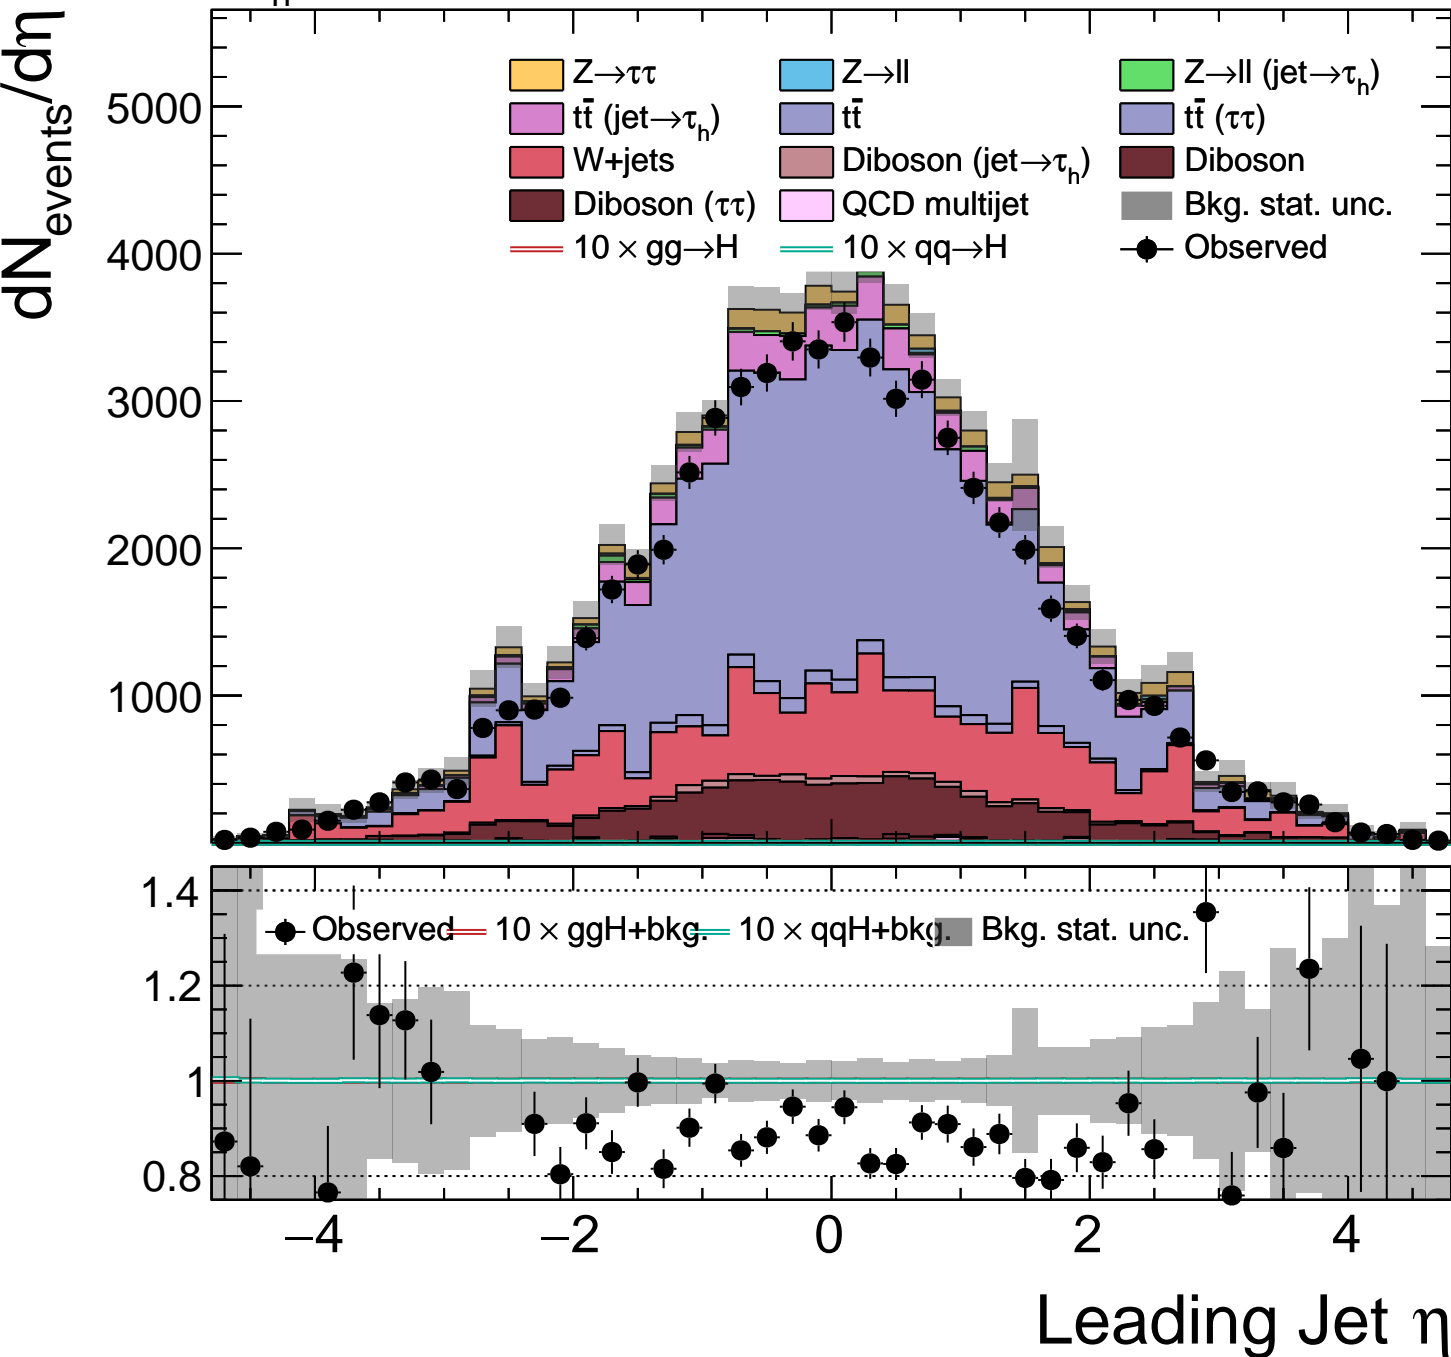 dN_events/dη
5000
4000
3000
2000
1000
Z→ττ Z→ll Z→ll (jet→τ_h)
tt̄ (jet→τ_h) tt̄ tt̄ (ττ)
W+jets Diboson (jet→τ_h) Diboson
Diboson (ττ) QCD multijet Bkg. stat. unc.
10 × gg→H 10 × qq→H Observed
1.4
1.2
1
0.8
Observed 10 × ggH+bkg. 10 × qqH+bkg. Bkg. stat. unc.
−4 −2 0 2 4
Leading Jet η